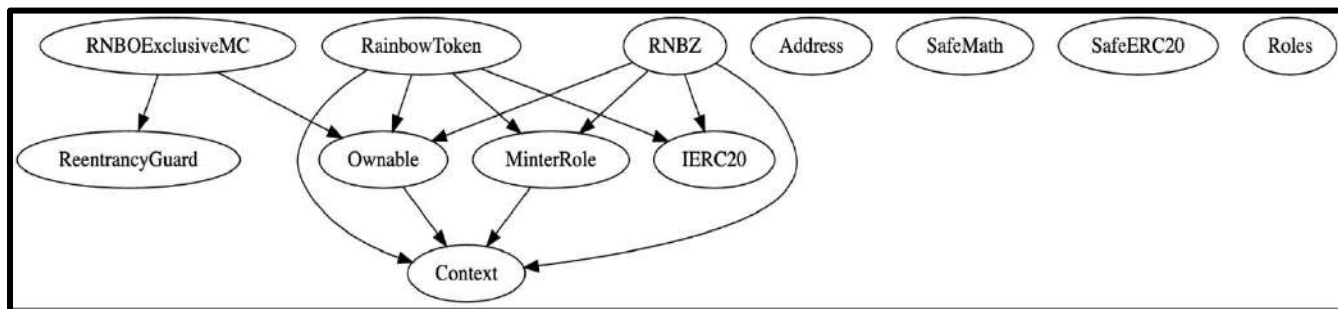 RNBOExclusiveMC RainbowToken RNBZ Address SafeMath SafeERC20 Roles
ReentrancyGuard Ownable MinterRole IERC20
Context